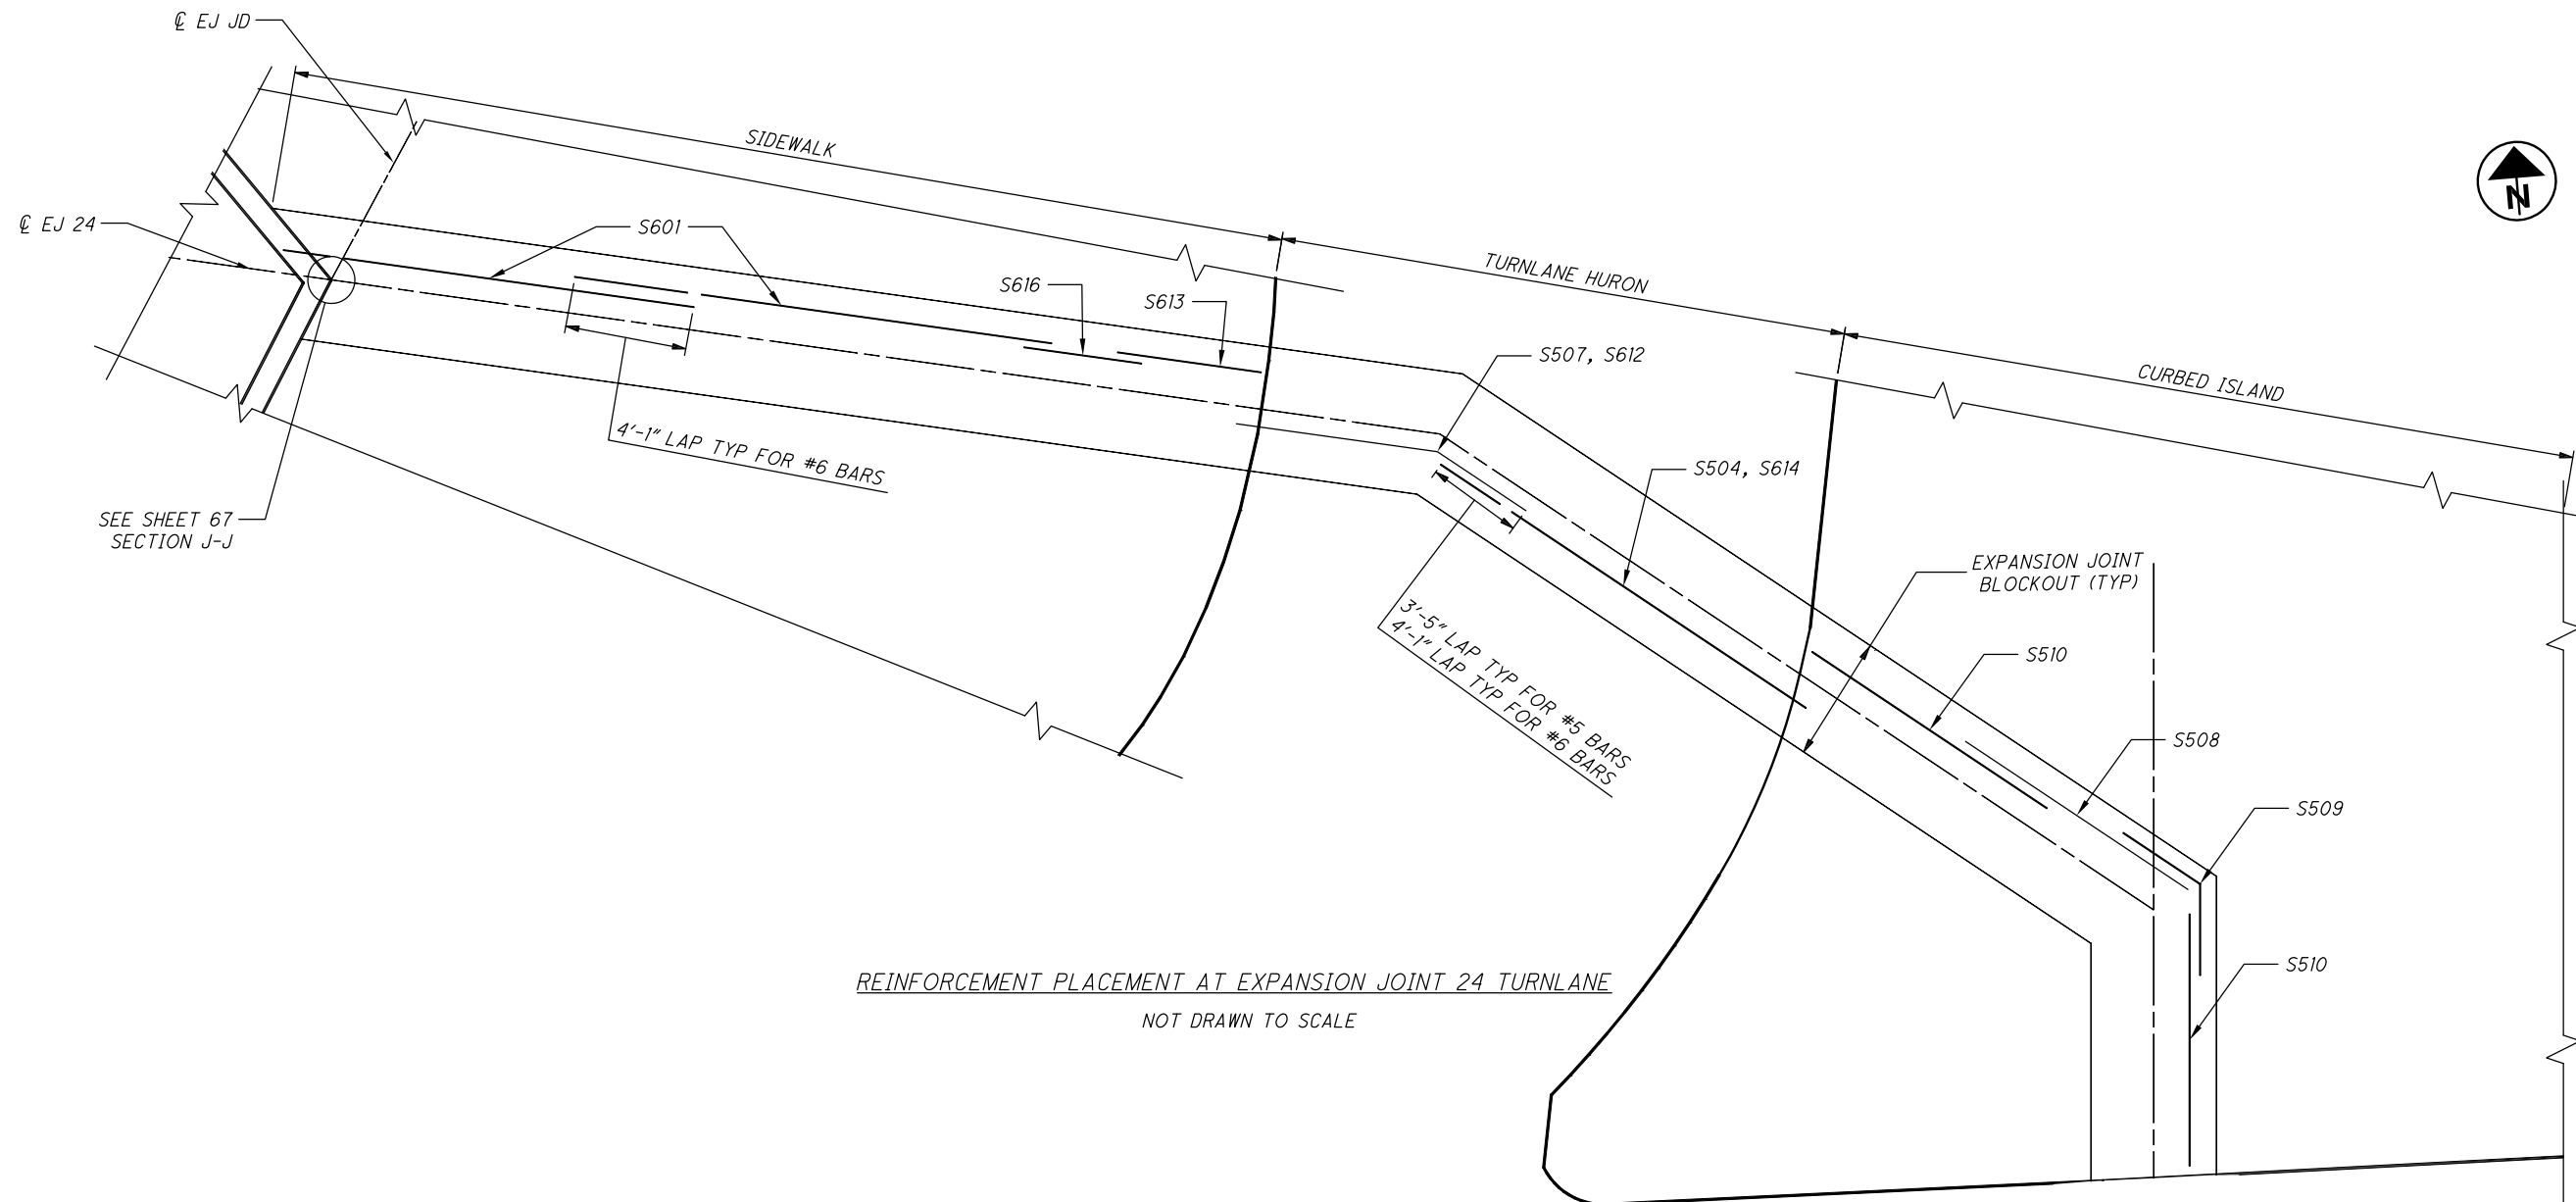 ℄ EJ JD
SIDEWALK
℄ EJ 24
S601
TURNLANE HURON
N
S616
S613
S507, S612
CURBED ISLAND
4'-1" LAP TYP FOR #6 BARS
S504, S614
SEE SHEET 67
SECTION J-J
EXPANSION JOINT
BLOCKOUT (TYP)
3'-5" LAP TYP FOR #5 BARS
4'-1" LAP TYP FOR #6 BARS
S510
S508
S509
S510
REINFORCEMENT PLACEMENT AT EXPANSION JOINT 24 TURNLANE
NOT DRAWN TO SCALE